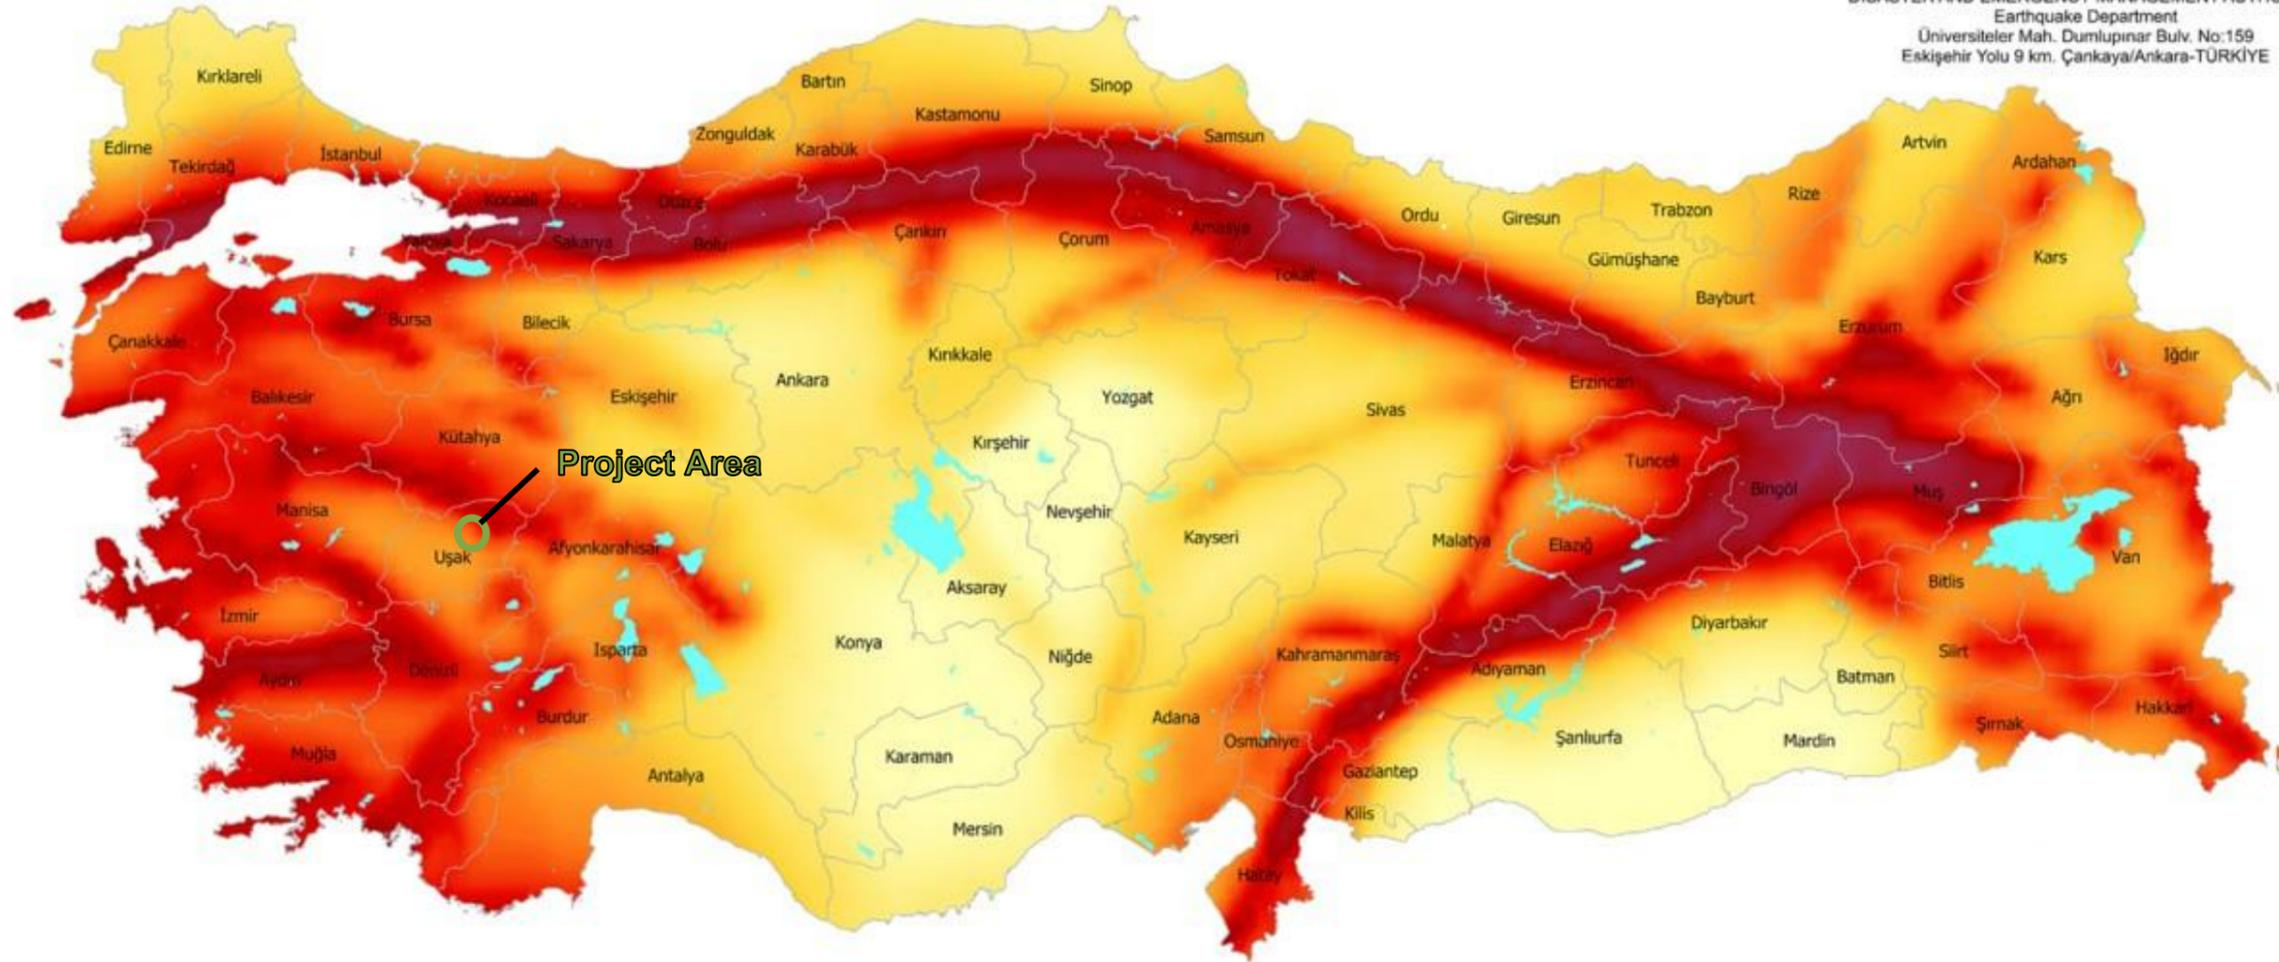 Earthquake Department
Üniversiteler Mah. Dumlupınar Bulv. No:159
Eskişehir Yolu 9 km. Çankaya/Ankara-TÜRKİYE
Kırklareli
Edirne
Tekirdağ
İstanbul
Kocaeli
Yalova
Sakarya
Düzce
Bolu
Zonguldak
Bartın
Karabük
Kastamonu
Sinop
Samsun
Çankırı
Çorum
Amasya
Tokat
Ordu
Giresun
Trabzon
Rize
Artvin
Ardahan
Gümüşhane
Bayburt
Kars
Erzurum
Iğdır
Ağrı
Çanakkale
Bursa
Bilecik
Balıkesir
Kütahya
Eskişehir
Ankara
Kırıkkale
Yozgat
Kırşehir
Sivas
Erzincan
Tunceli
Bingöl
Muş
Project Area
Manisa
Uşak
Afyonkarahisar
Nevşehir
Kayseri
Malatya
Elazığ
Bitlis
Van
İzmir
Aydın
Denizli
Isparta
Burdur
Muğla
Antalya
Konya
Aksaray
Niğde
Karaman
Mersin
Adana
Osmaniye
Kahramanmaraş
Adıyaman
Diyarbakır
Batman
Siirt
Şırnak
Hakkari
Mardin
Şanlıurfa
Gaziantep
Kilis
Hatay